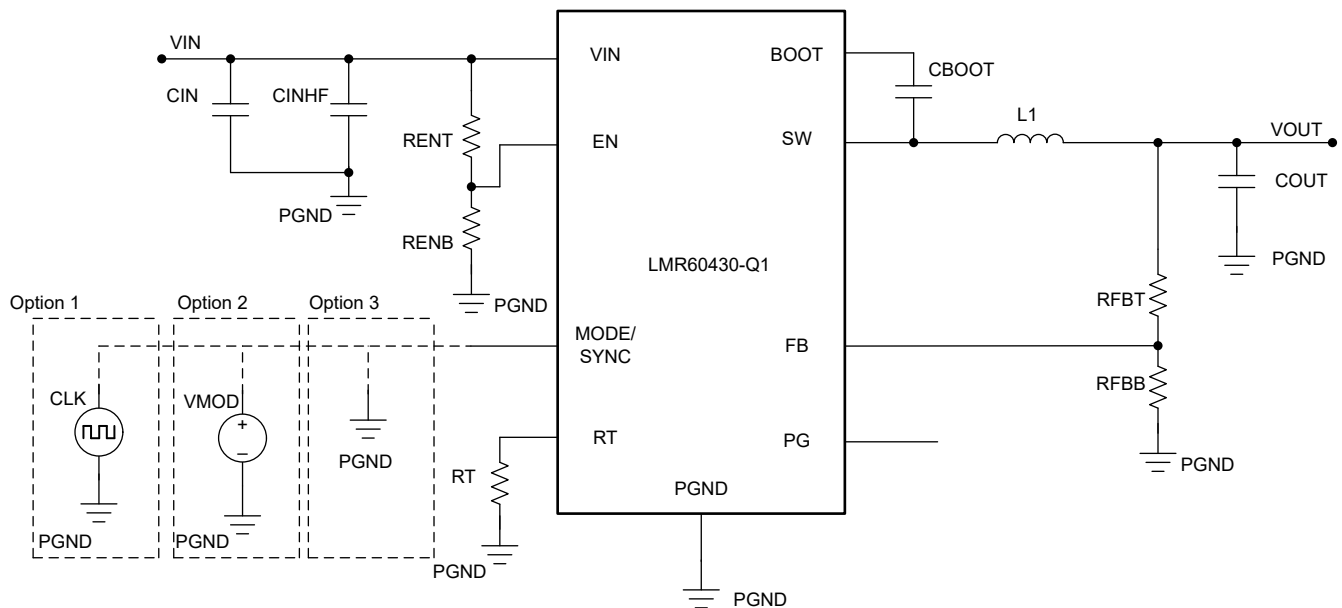 VIN
VIN
BOOT
CBOOT
CIN
CINHF
L1
VOUT
RENT
EN
SW
COUT
PGND
RENB
LMR60430-Q1
PGND
PGND
RFBT
Option 1
Option 2
Option 3
MODE/
SYNC
FB
RFBB
CLK
VMOD
+
–
RT
PG
PGND
PGND
RT
PGND
PGND
PGND
PGND
PGND